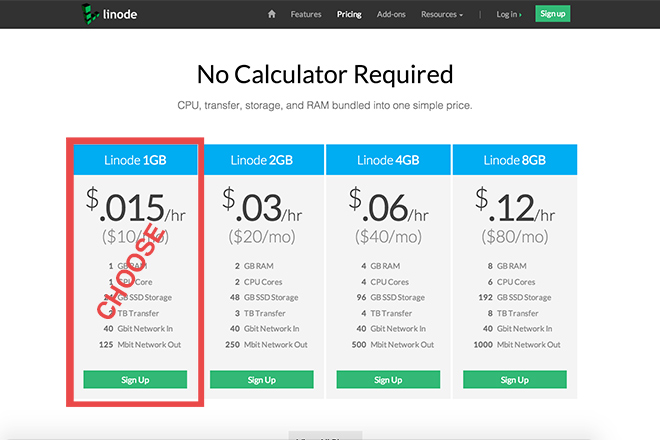 linode
Features Pricing Add-ons Resources Log in › Sign up
No Calculator Required
CPU, transfer, storage, and RAM bundled into one simple price.
Linode 1GB
$.015/hr
($10/mo)
1 GB RAM
1 CPU Core
24 GB SSD Storage
2 TB Transfer
40 Gbit Network In
125 Mbit Network Out
Sign Up
CHOOSE
Linode 2GB
$.03/hr
($20/mo)
2 GB RAM
2 CPU Cores
48 GB SSD Storage
3 TB Transfer
40 Gbit Network In
250 Mbit Network Out
Sign Up
Linode 4GB
$.06/hr
($40/mo)
4 GB RAM
4 CPU Cores
96 GB SSD Storage
4 TB Transfer
40 Gbit Network In
500 Mbit Network Out
Sign Up
Linode 8GB
$.12/hr
($80/mo)
8 GB RAM
6 CPU Cores
192 GB SSD Storage
8 TB Transfer
40 Gbit Network In
1000 Mbit Network Out
Sign Up